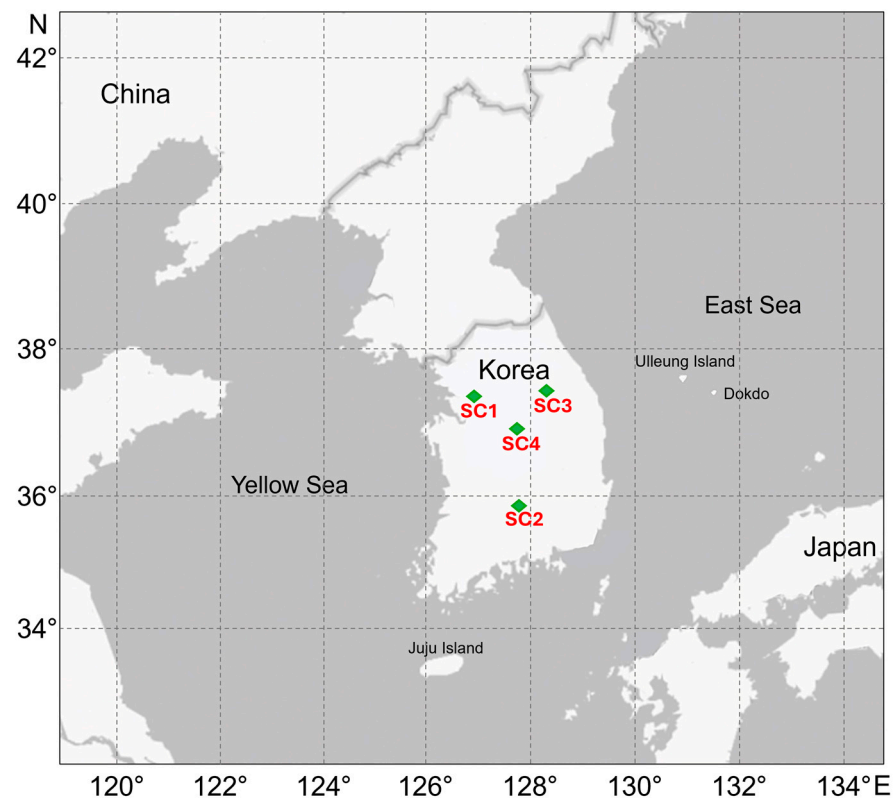 N
42°
China
40°
East Sea
38°
Ulleung Island
Korea
Dokdo
SC1
SC3
SC4
Yellow Sea
36°
SC2
Japan
34°
Juju Island
120° 122° 124° 126° 128° 130° 132° 134° E